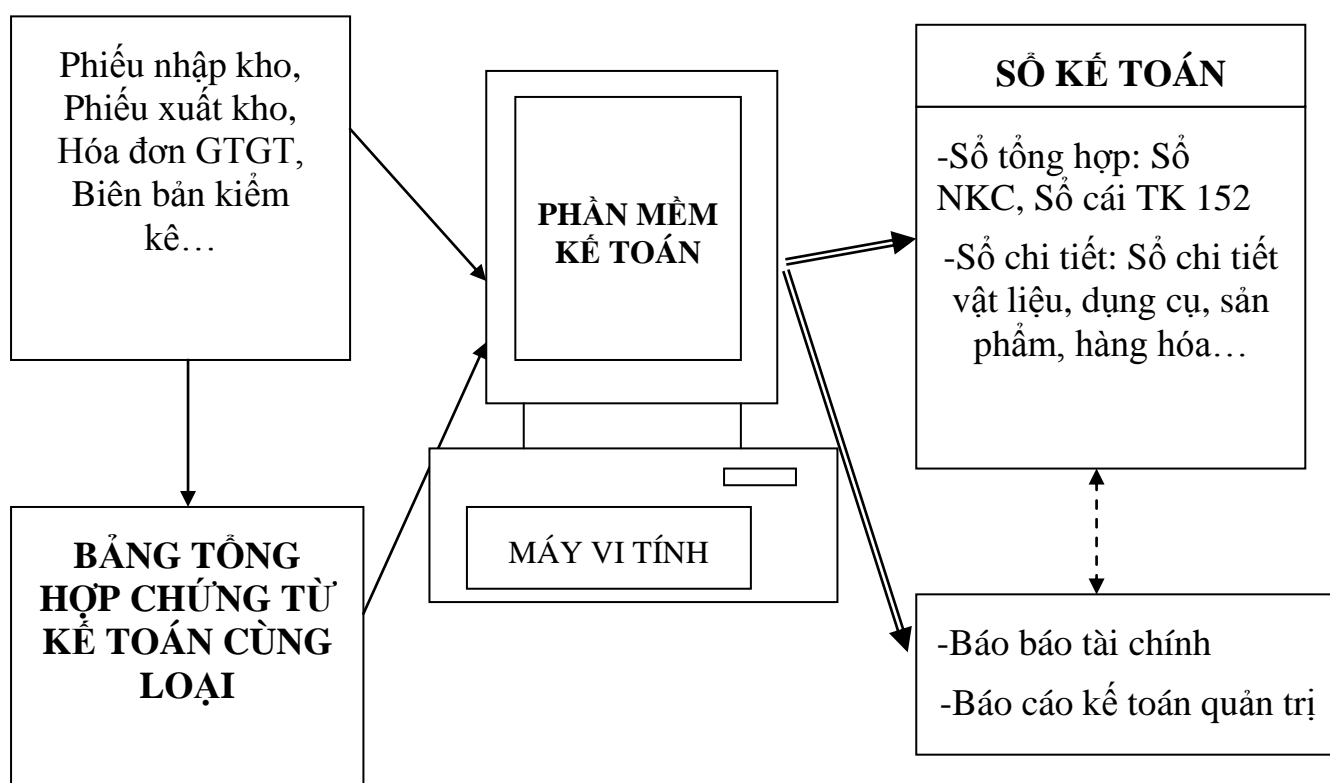 Phiếu nhập kho,
Phiếu xuất kho,
Hóa đơn GTGT,
Biên bản kiểm
kê…
BẢNG TỔNG
HỢP CHỨNG TỪ
KẾ TOÁN CÙNG
LOẠI
PHẦN MỀM
KẾ TOÁN
MÁY VI TÍNH
SỔ KẾ TOÁN
-Sổ tổng hợp: Sổ
NKC, Sổ cái TK 152
-Sổ chi tiết: Sổ chi tiết
vật liệu, dụng cụ, sản
phẩm, hàng hóa…
-Báo báo tài chính
-Báo cáo kế toán quản trị